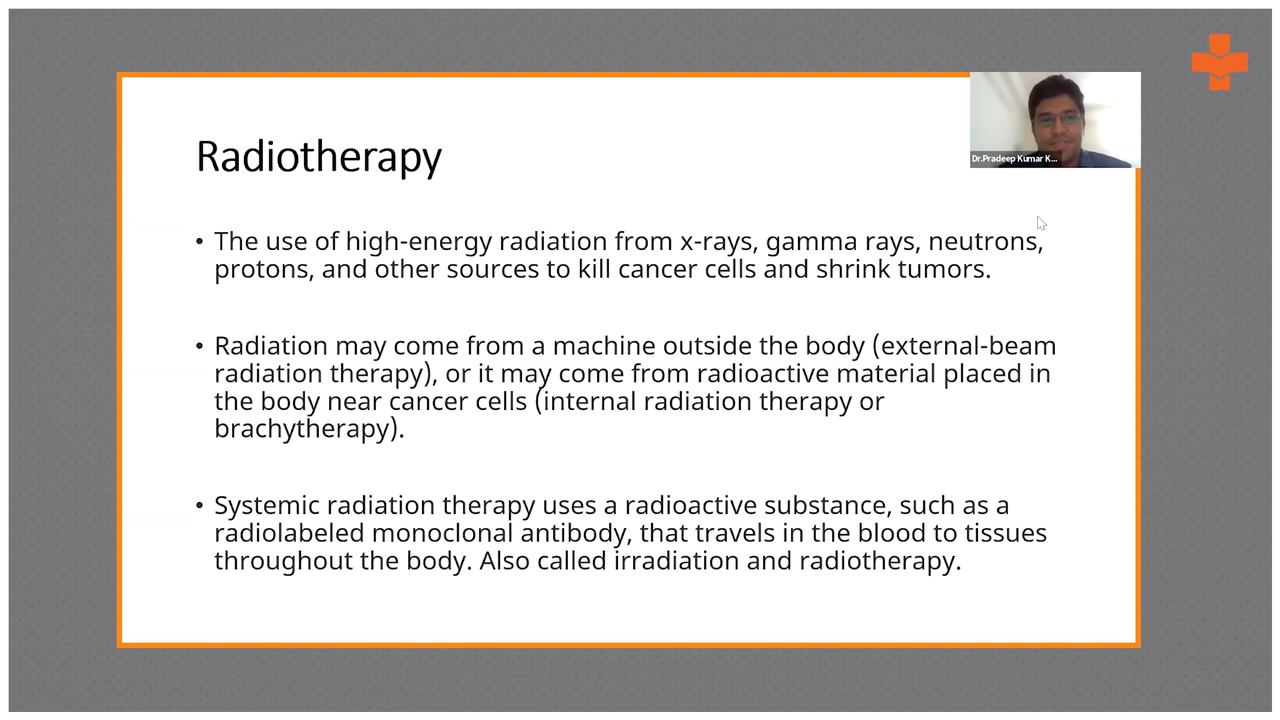 Radiotherapy
Dr.Pradeep Kumar K...
• The use of high-energy radiation from x-rays, gamma rays, neutrons,
protons, and other sources to kill cancer cells and shrink tumors.
• Radiation may come from a machine outside the body (external-beam
radiation therapy), or it may come from radioactive material placed in
the body near cancer cells (internal radiation therapy or
brachytherapy).
• Systemic radiation therapy uses a radioactive substance, such as a
radiolabeled monoclonal antibody, that travels in the blood to tissues
throughout the body. Also called irradiation and radiotherapy.